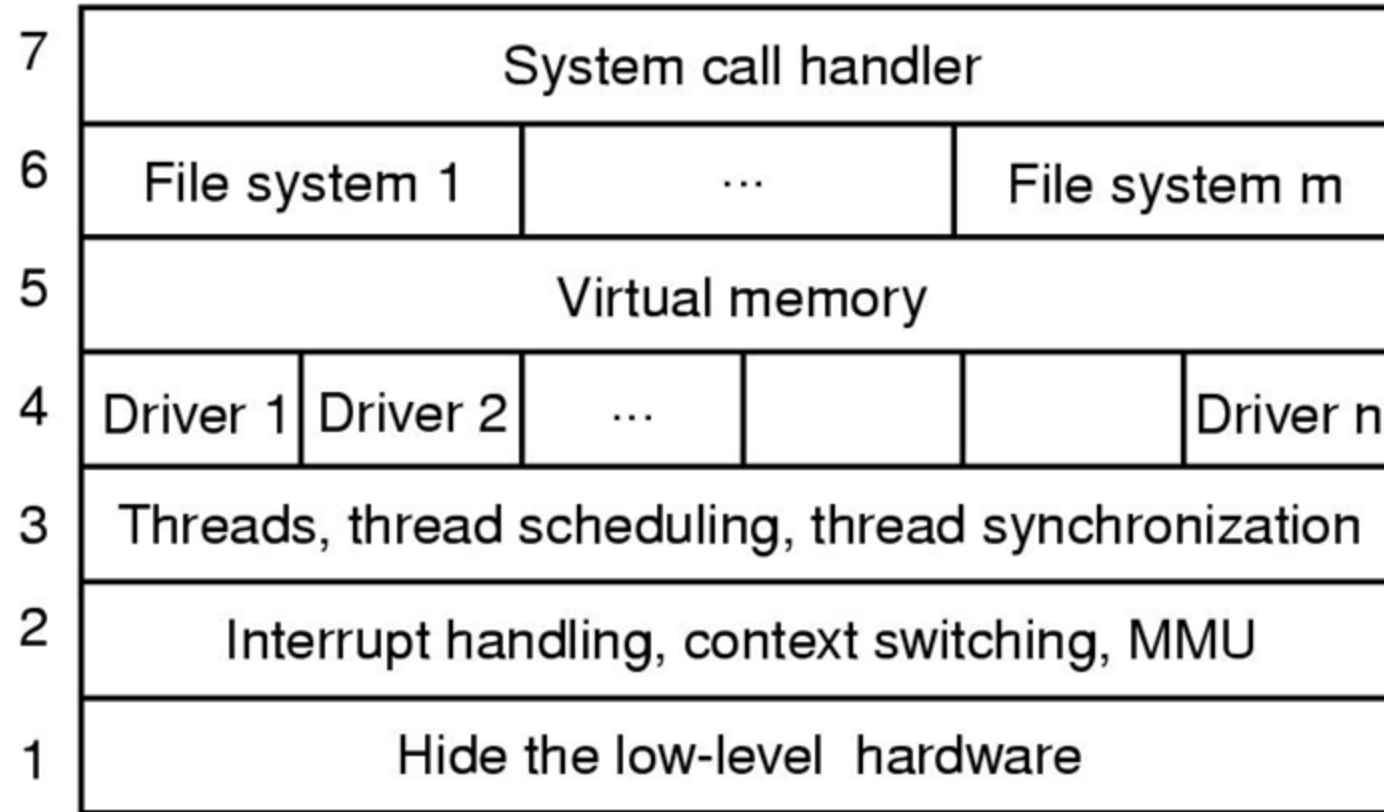 7
System call handler
6
File system 1
...
File system m
5
Virtual memory
4
Driver 1
Driver 2
...
Driver n
3
Threads, thread scheduling, thread synchronization
2
Interrupt handling, context switching, MMU
1
Hide the low-level hardware